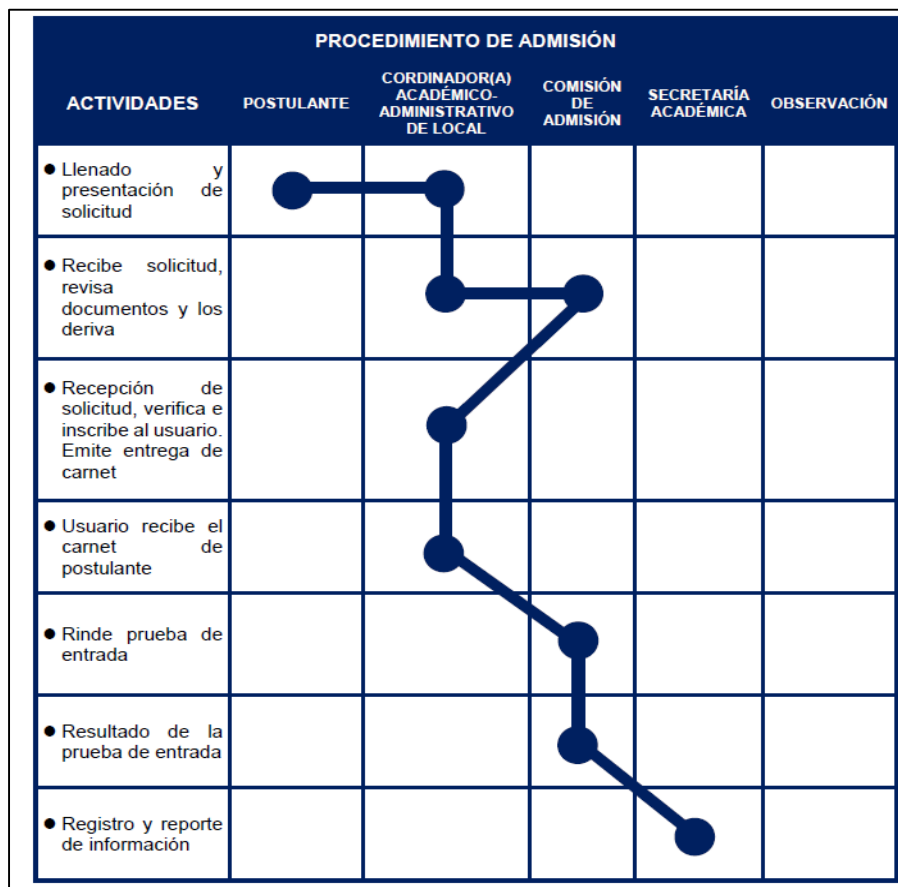 PROCEDIMIENTO DE ADMISIÓN
ACTIVIDADES
POSTULANTE
CORDINADOR(A)
ACADÉMICO-
ADMINISTRATIVO
DE LOCAL
COMISIÓN
DE
ADMISIÓN
SECRETARÍA
ACADÉMICA
OBSERVACIÓN
● Llenado y
presentación de
solicitud
● Recibe solicitud,
revisa
documentos y los
deriva
● Recepción de
solicitud, verifica e
inscribe al usuario.
Emite entrega de
carnet
● Usuario recibe el
carnet de
postulante
● Rinde prueba de
entrada
● Resultado de la
prueba de entrada
● Registro y reporte
de información